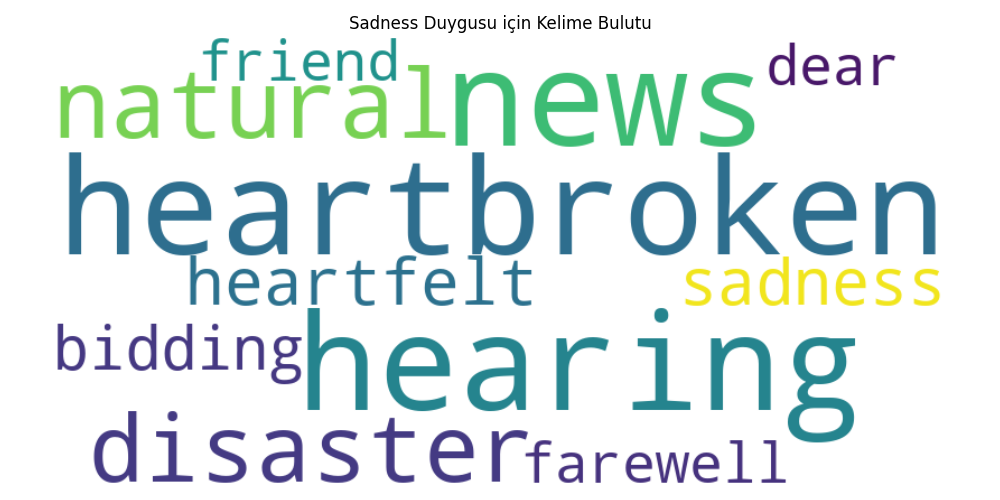 Sadness Duygusu için Kelime Bulutu
friend
dear
natural
news
heartbroken
heartfelt
sadness
bidding
hearing
disaster
farewell